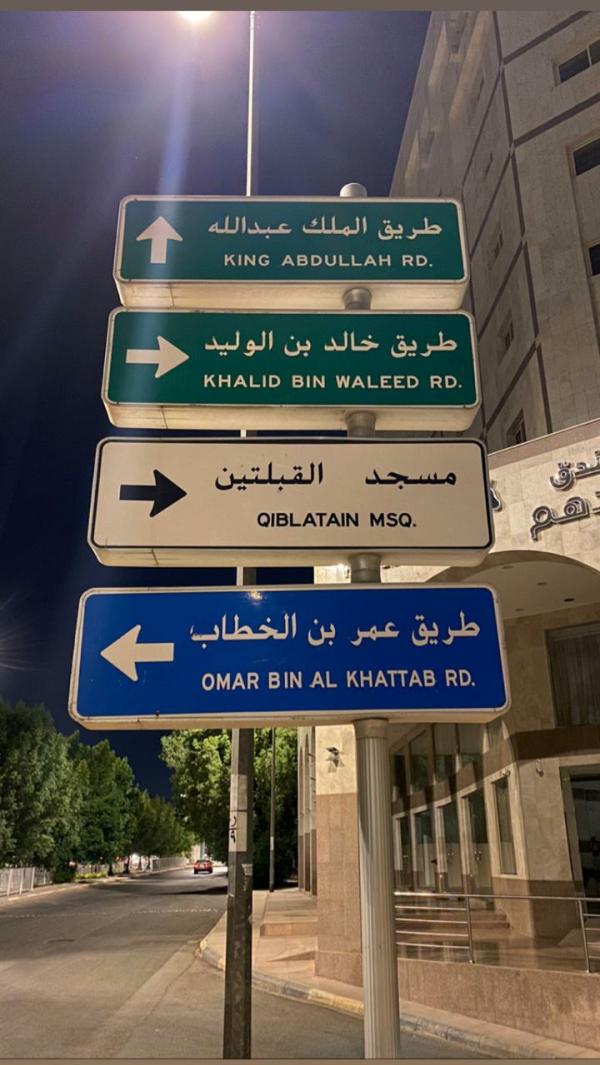 طريق الملك عبدالله
KING ABDULLAH RD.
طريق خالد بن الوليد
KHALID BIN WALEED RD.
مسجد القبلتين
QIBLATAIN MSQ.
طريق عمر بن الخطاب
OMAR BIN AL KHATTAB RD.